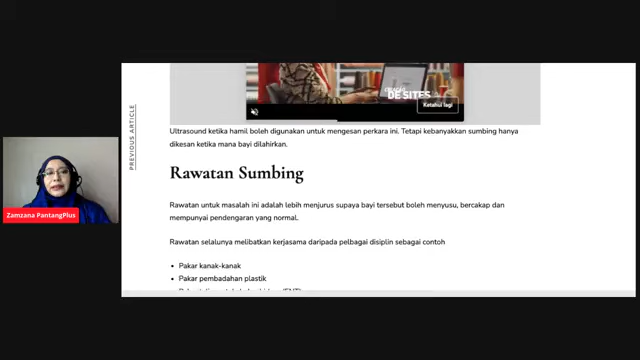 PREVIOUS ARTICLE
DE SITES
Ketahui lagi
Ultrasound ketika hamil boleh digunakan untuk mengesan perkara ini. Tetapi kebanyakkan sumbing hanya
dikesan ketika mana bayi dilahirkan.
Rawatan Sumbing
Rawatan untuk masalah ini adalah lebih menjurus supaya bayi tersebut boleh menyusu, bercakap dan
mempunyai pendengaran yang normal.
Rawatan selalunya melibatkan kerjasama daripada pelbagai disiplin sebagai contoh
• Pakar kanak-kanak
• Pakar pembadahan plastik
Zamzana PantangPlus